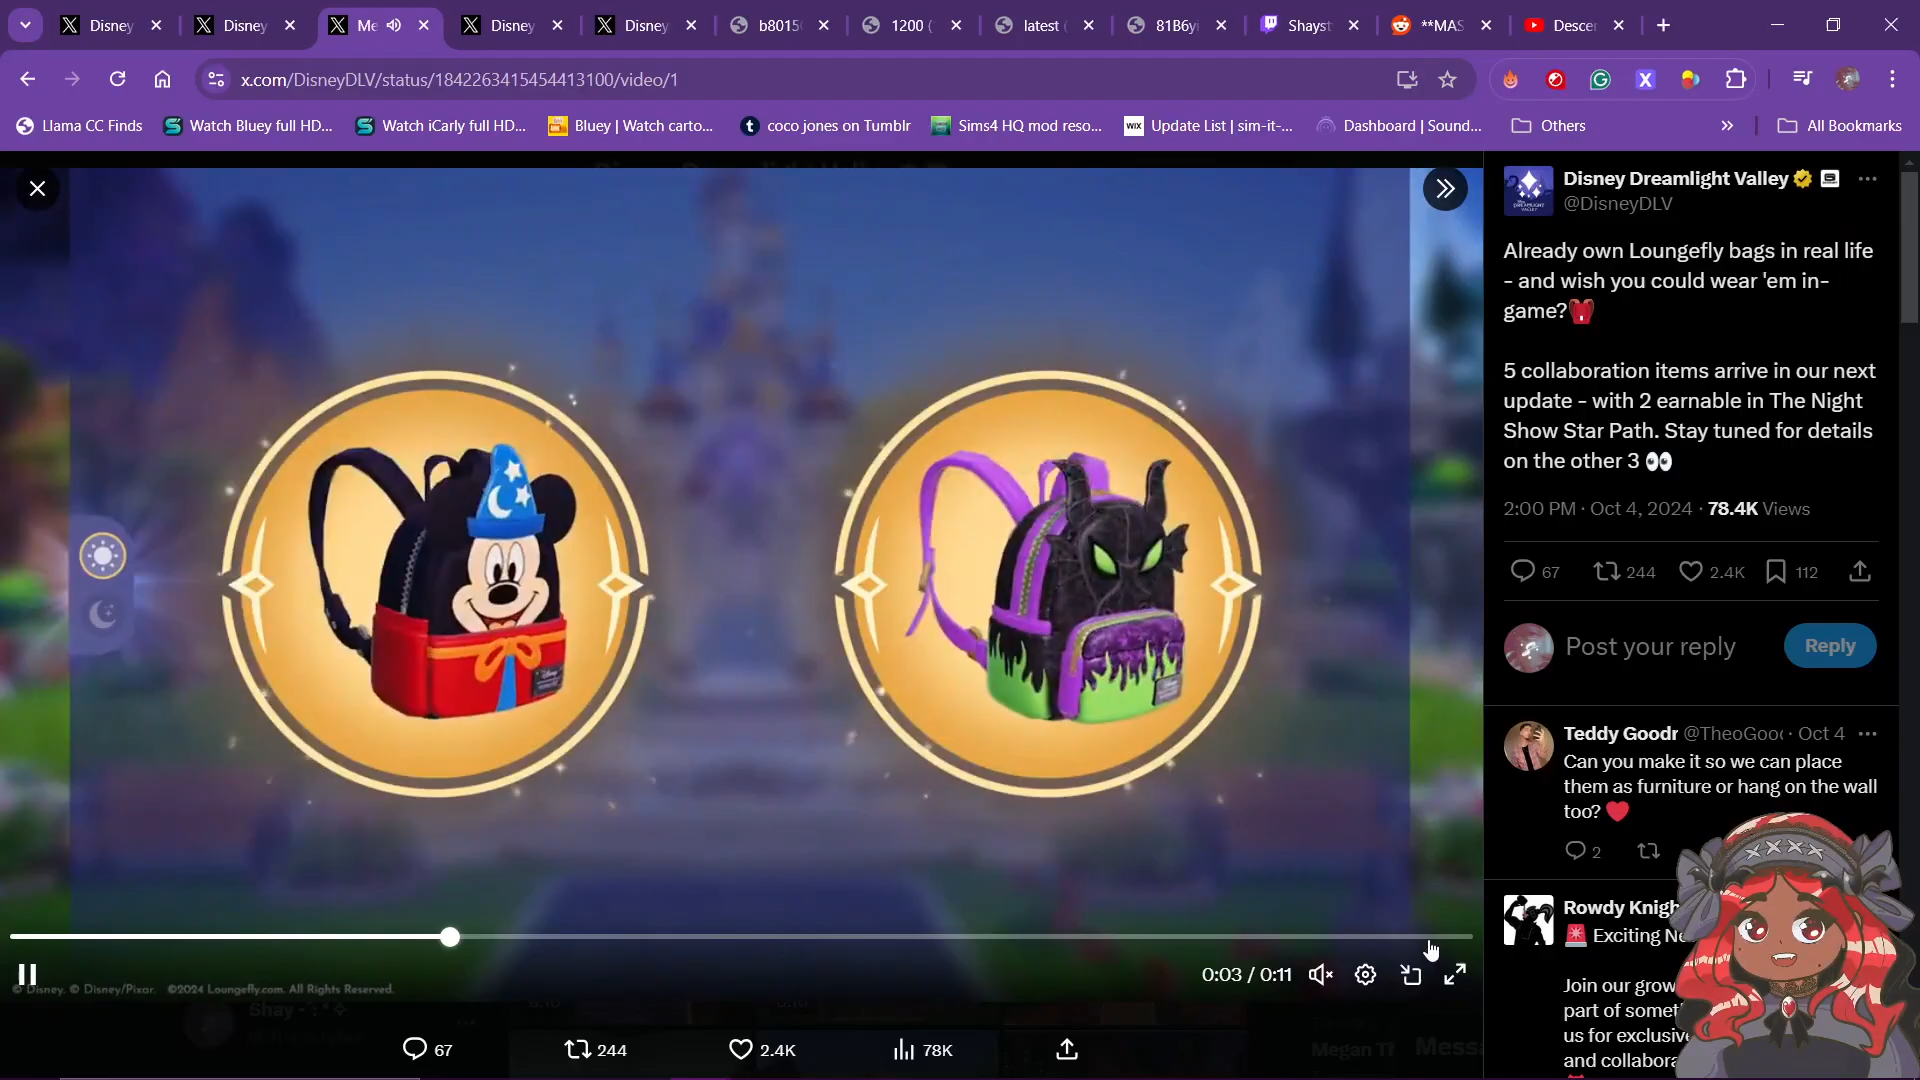 Disney
Disney
Me
Disney
Disney
b8015
1200 (
latest (
81B6yi
Shayst
**MAS
Descer
x.com/DisneyDLV/status/1842263415454413100/video/1
Llama CC Finds
Watch Bluey full HD...
Watch iCarly full HD...
Bluey | Watch carto...
coco jones on Tumblr
Sims4 HQ mod reso...
WIX
Update List | sim-it-...
Dashboard | Sound...
Others
All Bookmarks
Disney Dreamlight Valley
@DisneyDLV
Already own Loungefly bags in real life
- and wish you could wear 'em in-
game?
5 collaboration items arrive in our next
update - with 2 earnable in The Night
Show Star Path. Stay tuned for details
on the other 3 👀
2:00 PM · Oct 4, 2024 · 78.4K Views
67 244 2.4K 112
Post your reply
Reply
Teddy Goodr @TheoGoo · Oct 4
Can you make it so we can place
them as furniture or hang on the wall
too? ❤️
2
Rowdy Knigh
🚨 Exciting Ne
Join our grow
part of somet
us for exclusive
and collabora
0:03 / 0:11
© Disney. © Disney/Pixar. ©2024 Loungefly.com. All Rights Reserved.
Shay
Megan T
Messa
67 244 2.4K 78K